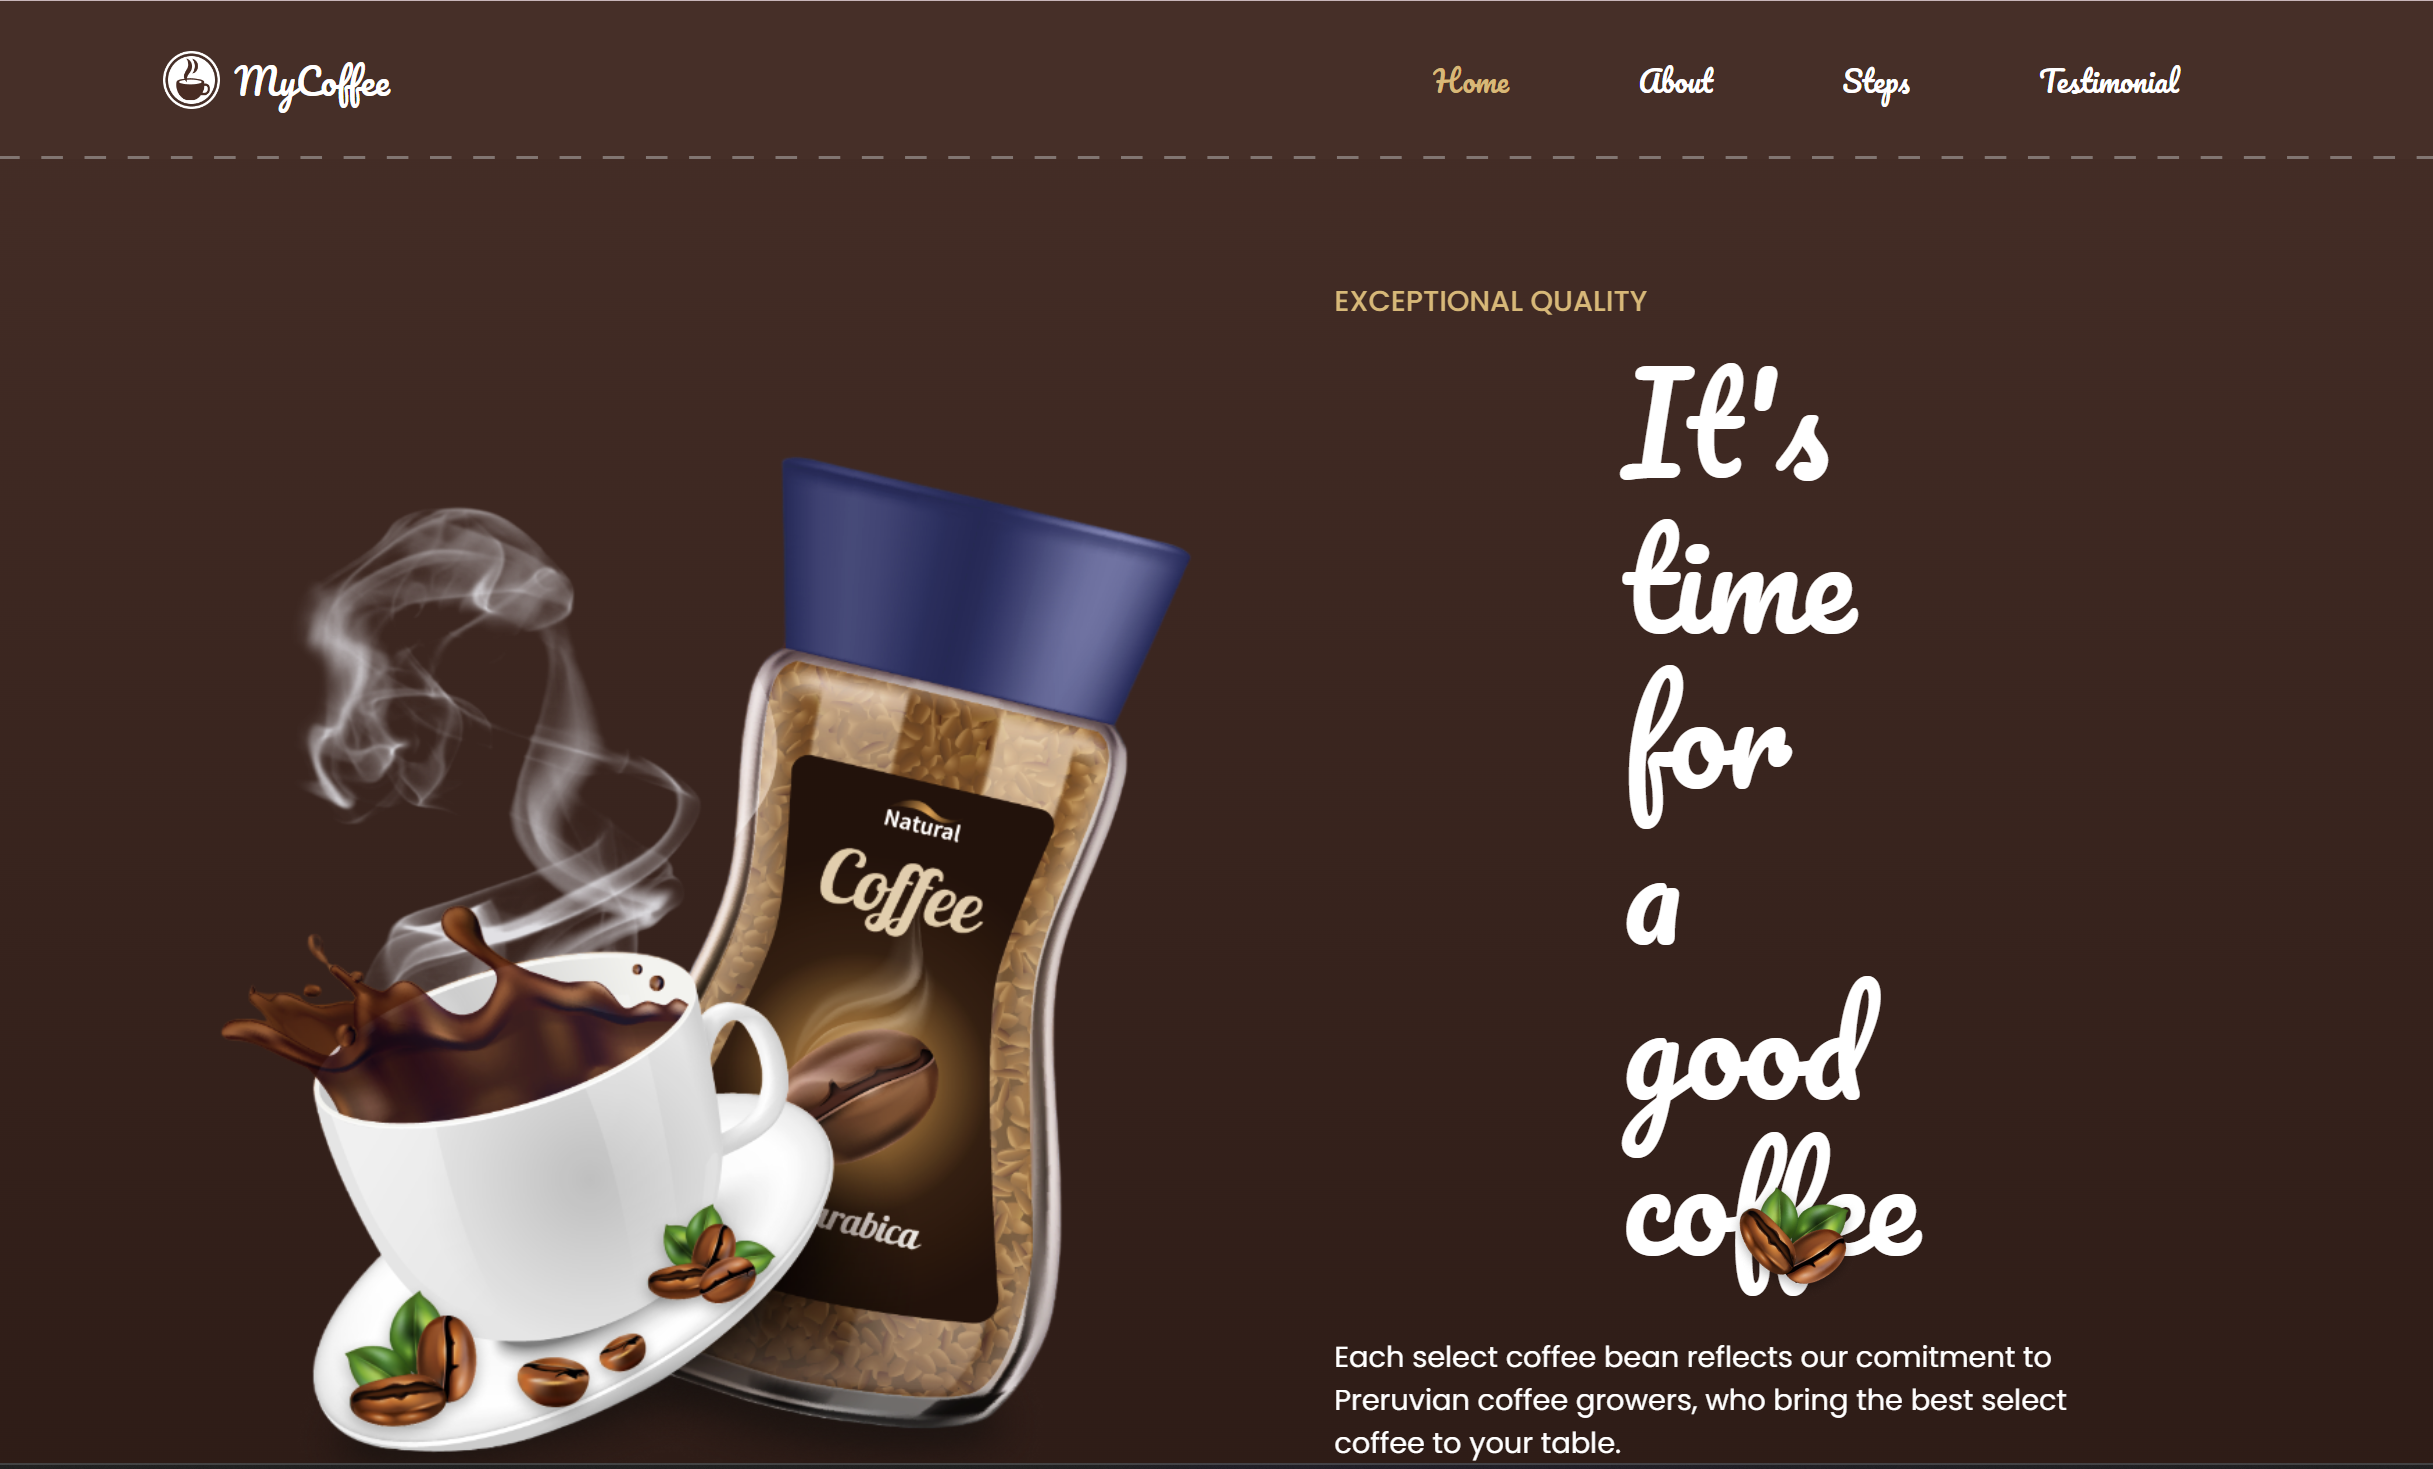 MyCoffee
Home About Steps Testimonial
EXCEPTIONAL QUALITY
It's
time
for
a
good
coffee
Natural
Coffee
arabica
Each select coffee bean reflects our comitment to
Preruvian coffee growers, who bring the best select
coffee to your table.